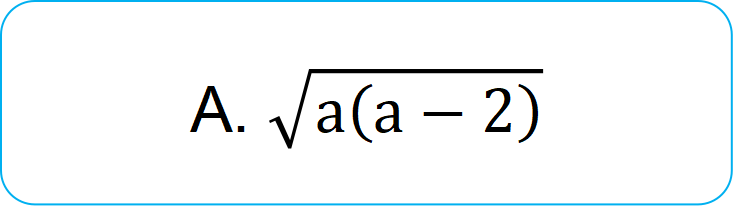 A. √a(a − 2)